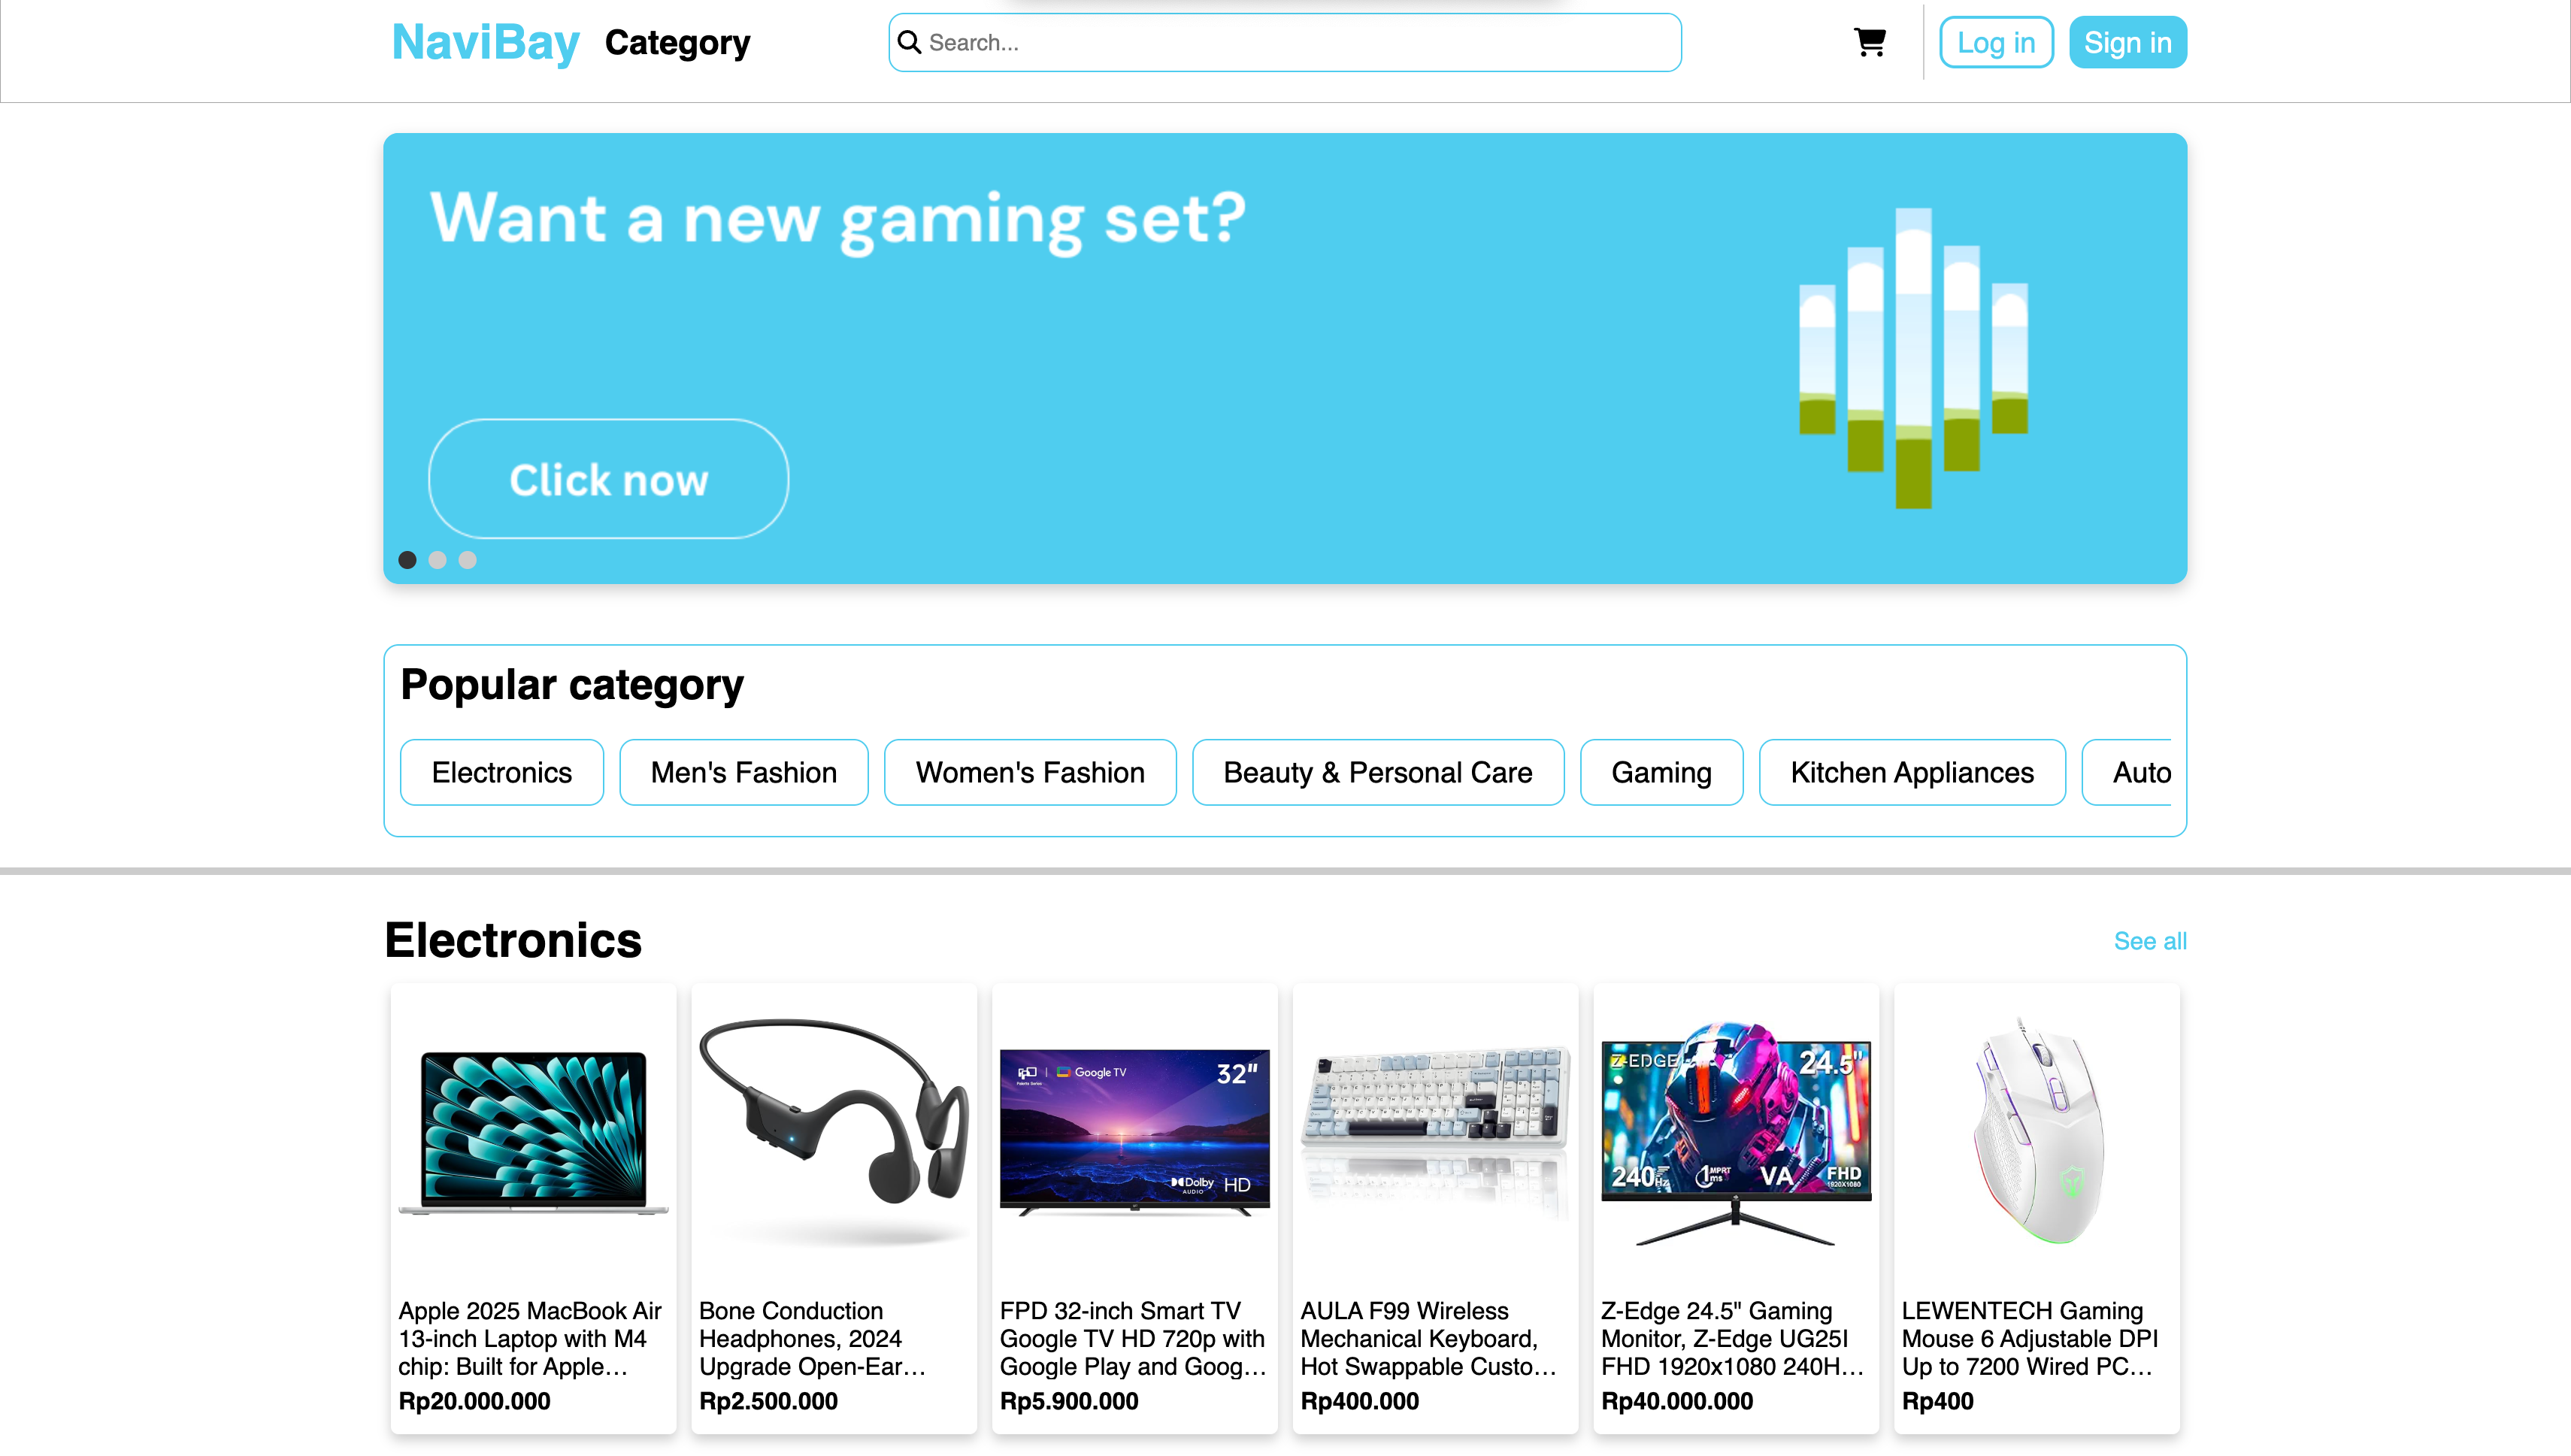 NaviBay
Category
Search...
Log in
Sign in
Want a new gaming set?
Click now
Popular category
Electronics
Men's Fashion
Women's Fashion
Beauty & Personal Care
Gaming
Kitchen Appliances
Auto
Electronics
See all
Google TV
32"
Dolby
AUDIO
HD
Z-EDGE
24.5"
240Hz
1ms
MPRT
VA
FHD
1920X1080
Apple 2025 MacBook Air
13-inch Laptop with M4
chip: Built for Apple…
Rp20.000.000
Bone Conduction
Headphones, 2024
Upgrade Open-Ear…
Rp2.500.000
FPD 32-inch Smart TV
Google TV HD 720p with
Google Play and Goog…
Rp5.900.000
AULA F99 Wireless
Mechanical Keyboard,
Hot Swappable Custo…
Rp400.000
Z-Edge 24.5" Gaming
Monitor, Z-Edge UG25I
FHD 1920x1080 240H…
Rp40.000.000
LEWENTECH Gaming
Mouse 6 Adjustable DPI
Up to 7200 Wired PC…
Rp400